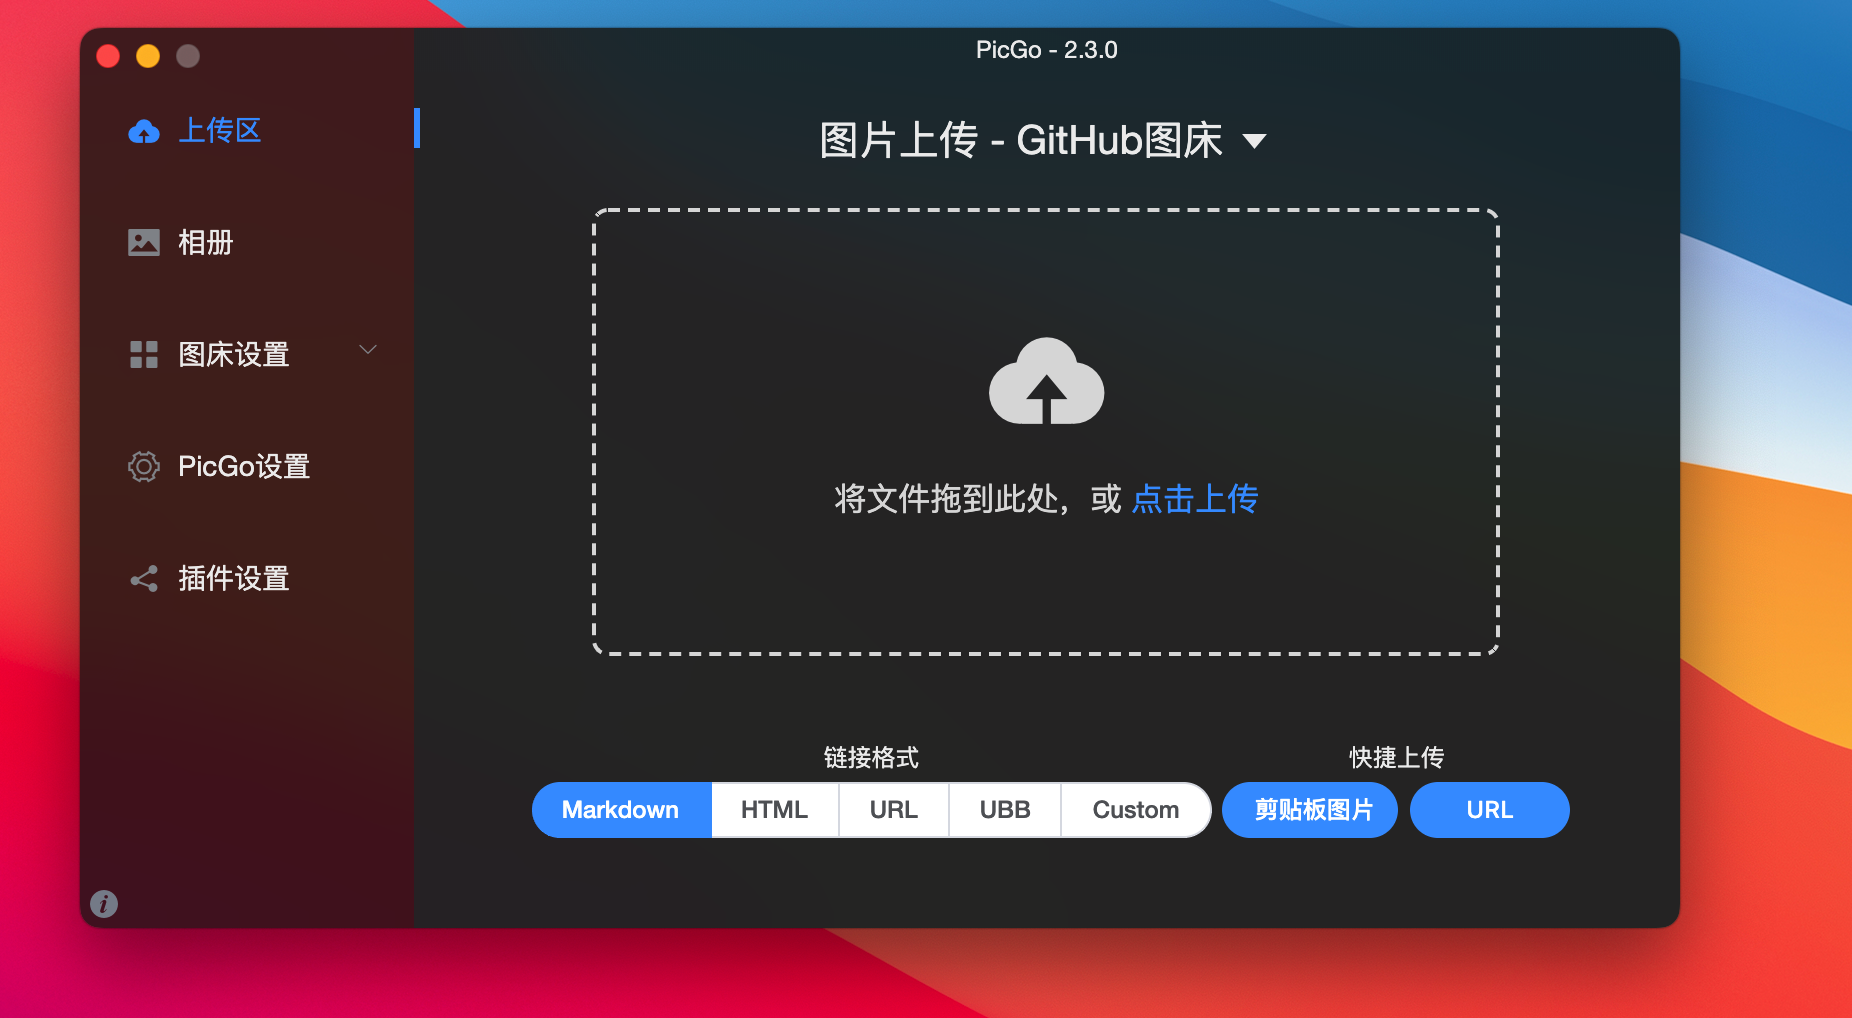 PicGo - 2.3.0
上传区
相册
图床设置
PicGo设置
插件设置
图片上传 - GitHub图床
将文件拖到此处，或 点击上传
链接格式
Markdown HTML URL UBB Custom
快捷上传
剪贴板图片 URL
i